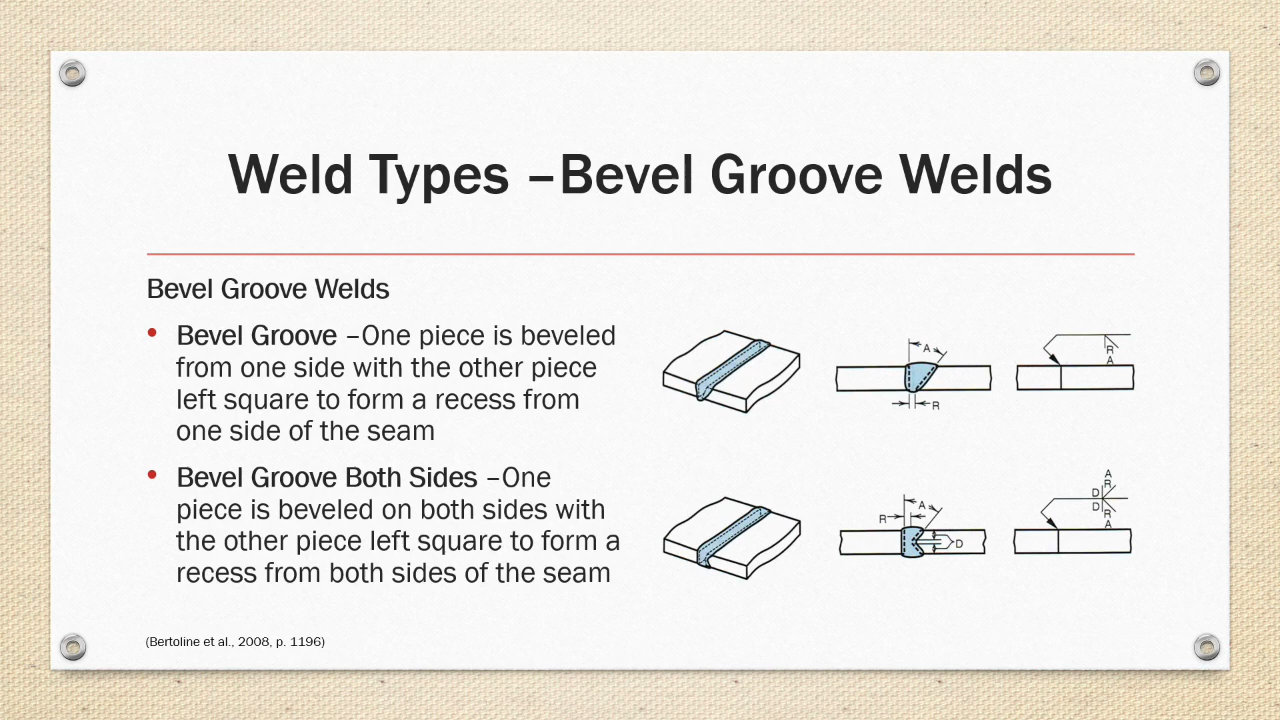 Weld Types –Bevel Groove Welds
Bevel Groove Welds
• Bevel Groove –One piece is beveled
from one side with the other piece
left square to form a recess from
one side of the seam
• Bevel Groove Both Sides –One
piece is beveled on both sides with
the other piece left square to form a
recess from both sides of the seam
A
R
R
A
A
R
D
A
R
D
D
R
A
(Bertoline et al., 2008, p. 1196)